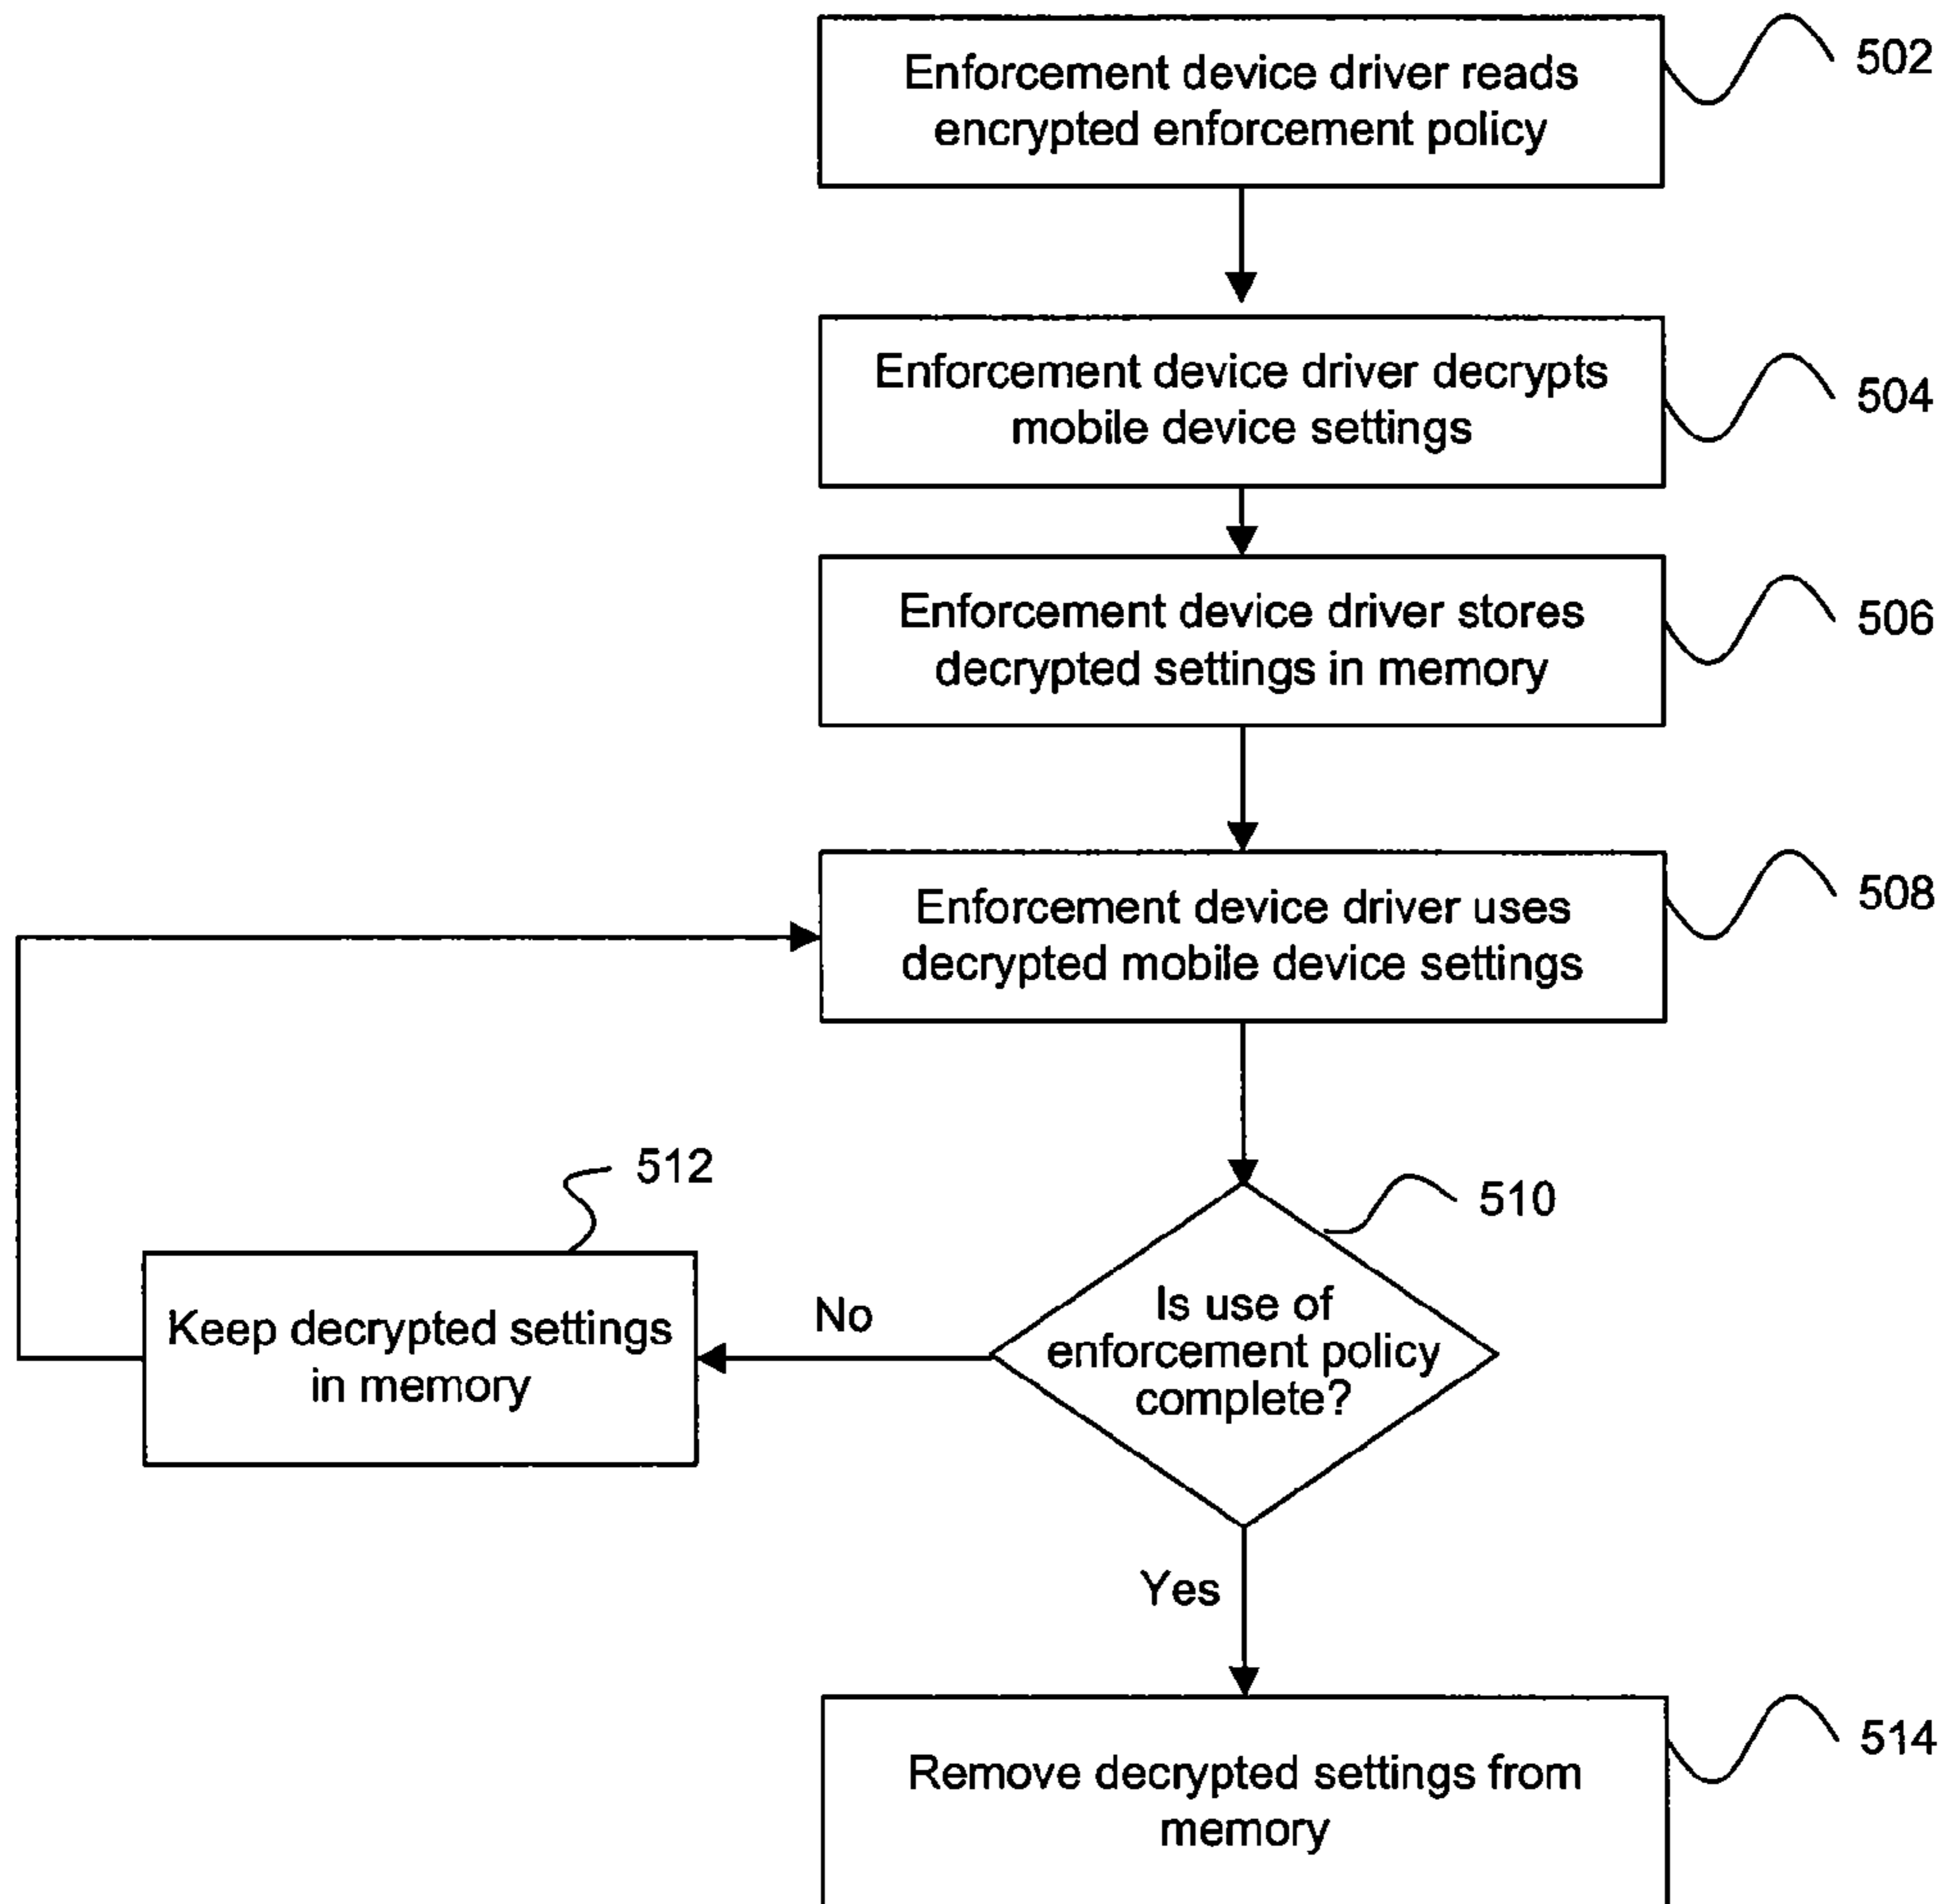 Enforcement device driver reads
encrypted enforcement policy
502
Enforcement device driver decrypts
mobile device settings
504
Enforcement device driver stores
decrypted settings in memory
506
Enforcement device driver uses
decrypted mobile device settings
508
512
510
Keep decrypted settings
in memory
No
Is use of
enforcement policy
complete?
Yes
Remove decrypted settings from
memory
514